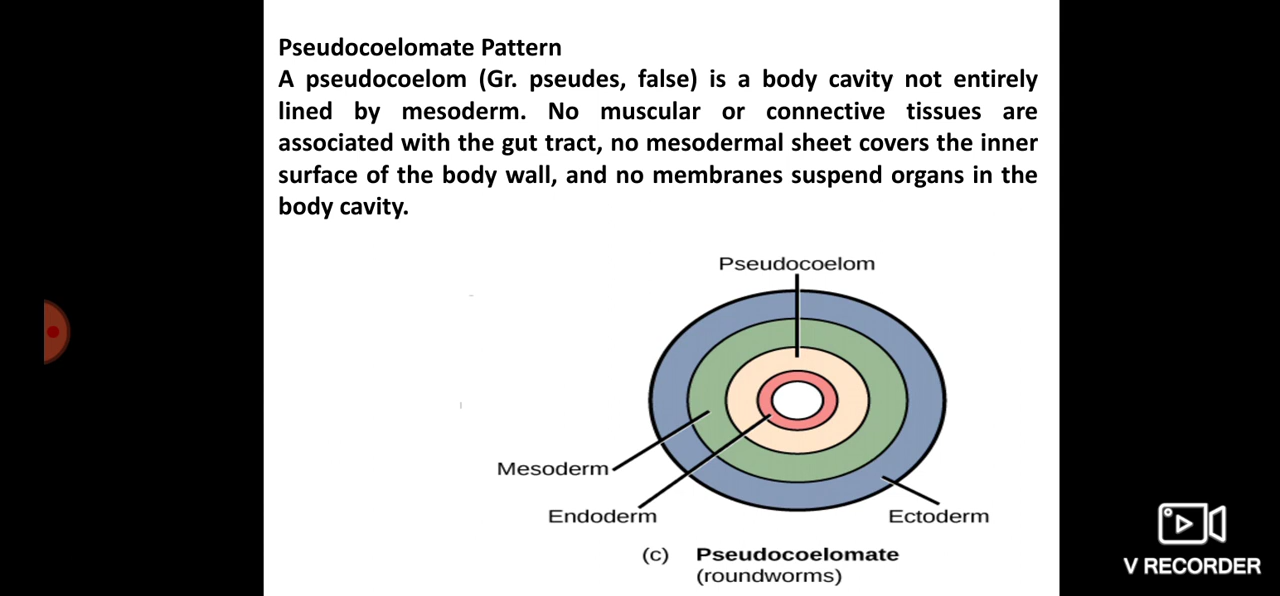 Pseudocoelomate Pattern
A pseudocoelom (Gr. pseudes, false) is a body cavity not entirely
lined by mesoderm. No muscular or connective tissues are
associated with the gut tract, no mesodermal sheet covers the inner
surface of the body wall, and no membranes suspend organs in the
body cavity.
Pseudocoelom
Mesoderm
Endoderm
Ectoderm
(c) Pseudocoelomate
(roundworms)
V RECORDER